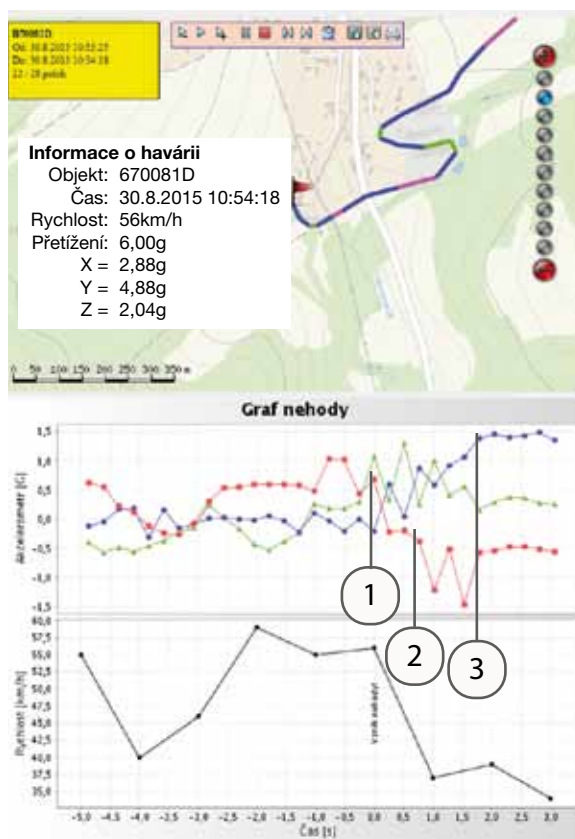 670081D
Od: 30.8.2015 10:53:25
Do: 30.8.2015 10:54:18
Informace o havárii
Objekt: 670081D
Čas: 30.8.2015 10:54:18
Rychlost: 56km/h
Přetížení: 6,00g
X = 2,88g
Y = 4,88g
Z = 2,04g
0 50 100 150 200 250 300 350 m
Graf nehody
Akcelerometr [G]
1,5
1,0
0,5
0,0
-0,5
-1,0
-1,5
1
2
3
Rychlost [km/h]
60,0
57,5
55,0
52,5
50,0
47,5
45,0
42,5
40,0
37,5
35,0
Vznik nehody!
-5,0 -4,5 -4,0 -3,5 -3,0 -2,5 -2,0 -1,5 -1,0 -0,5 0,0 0,5 1,0 1,5 2,0 2,5 3,0
Čas [s]